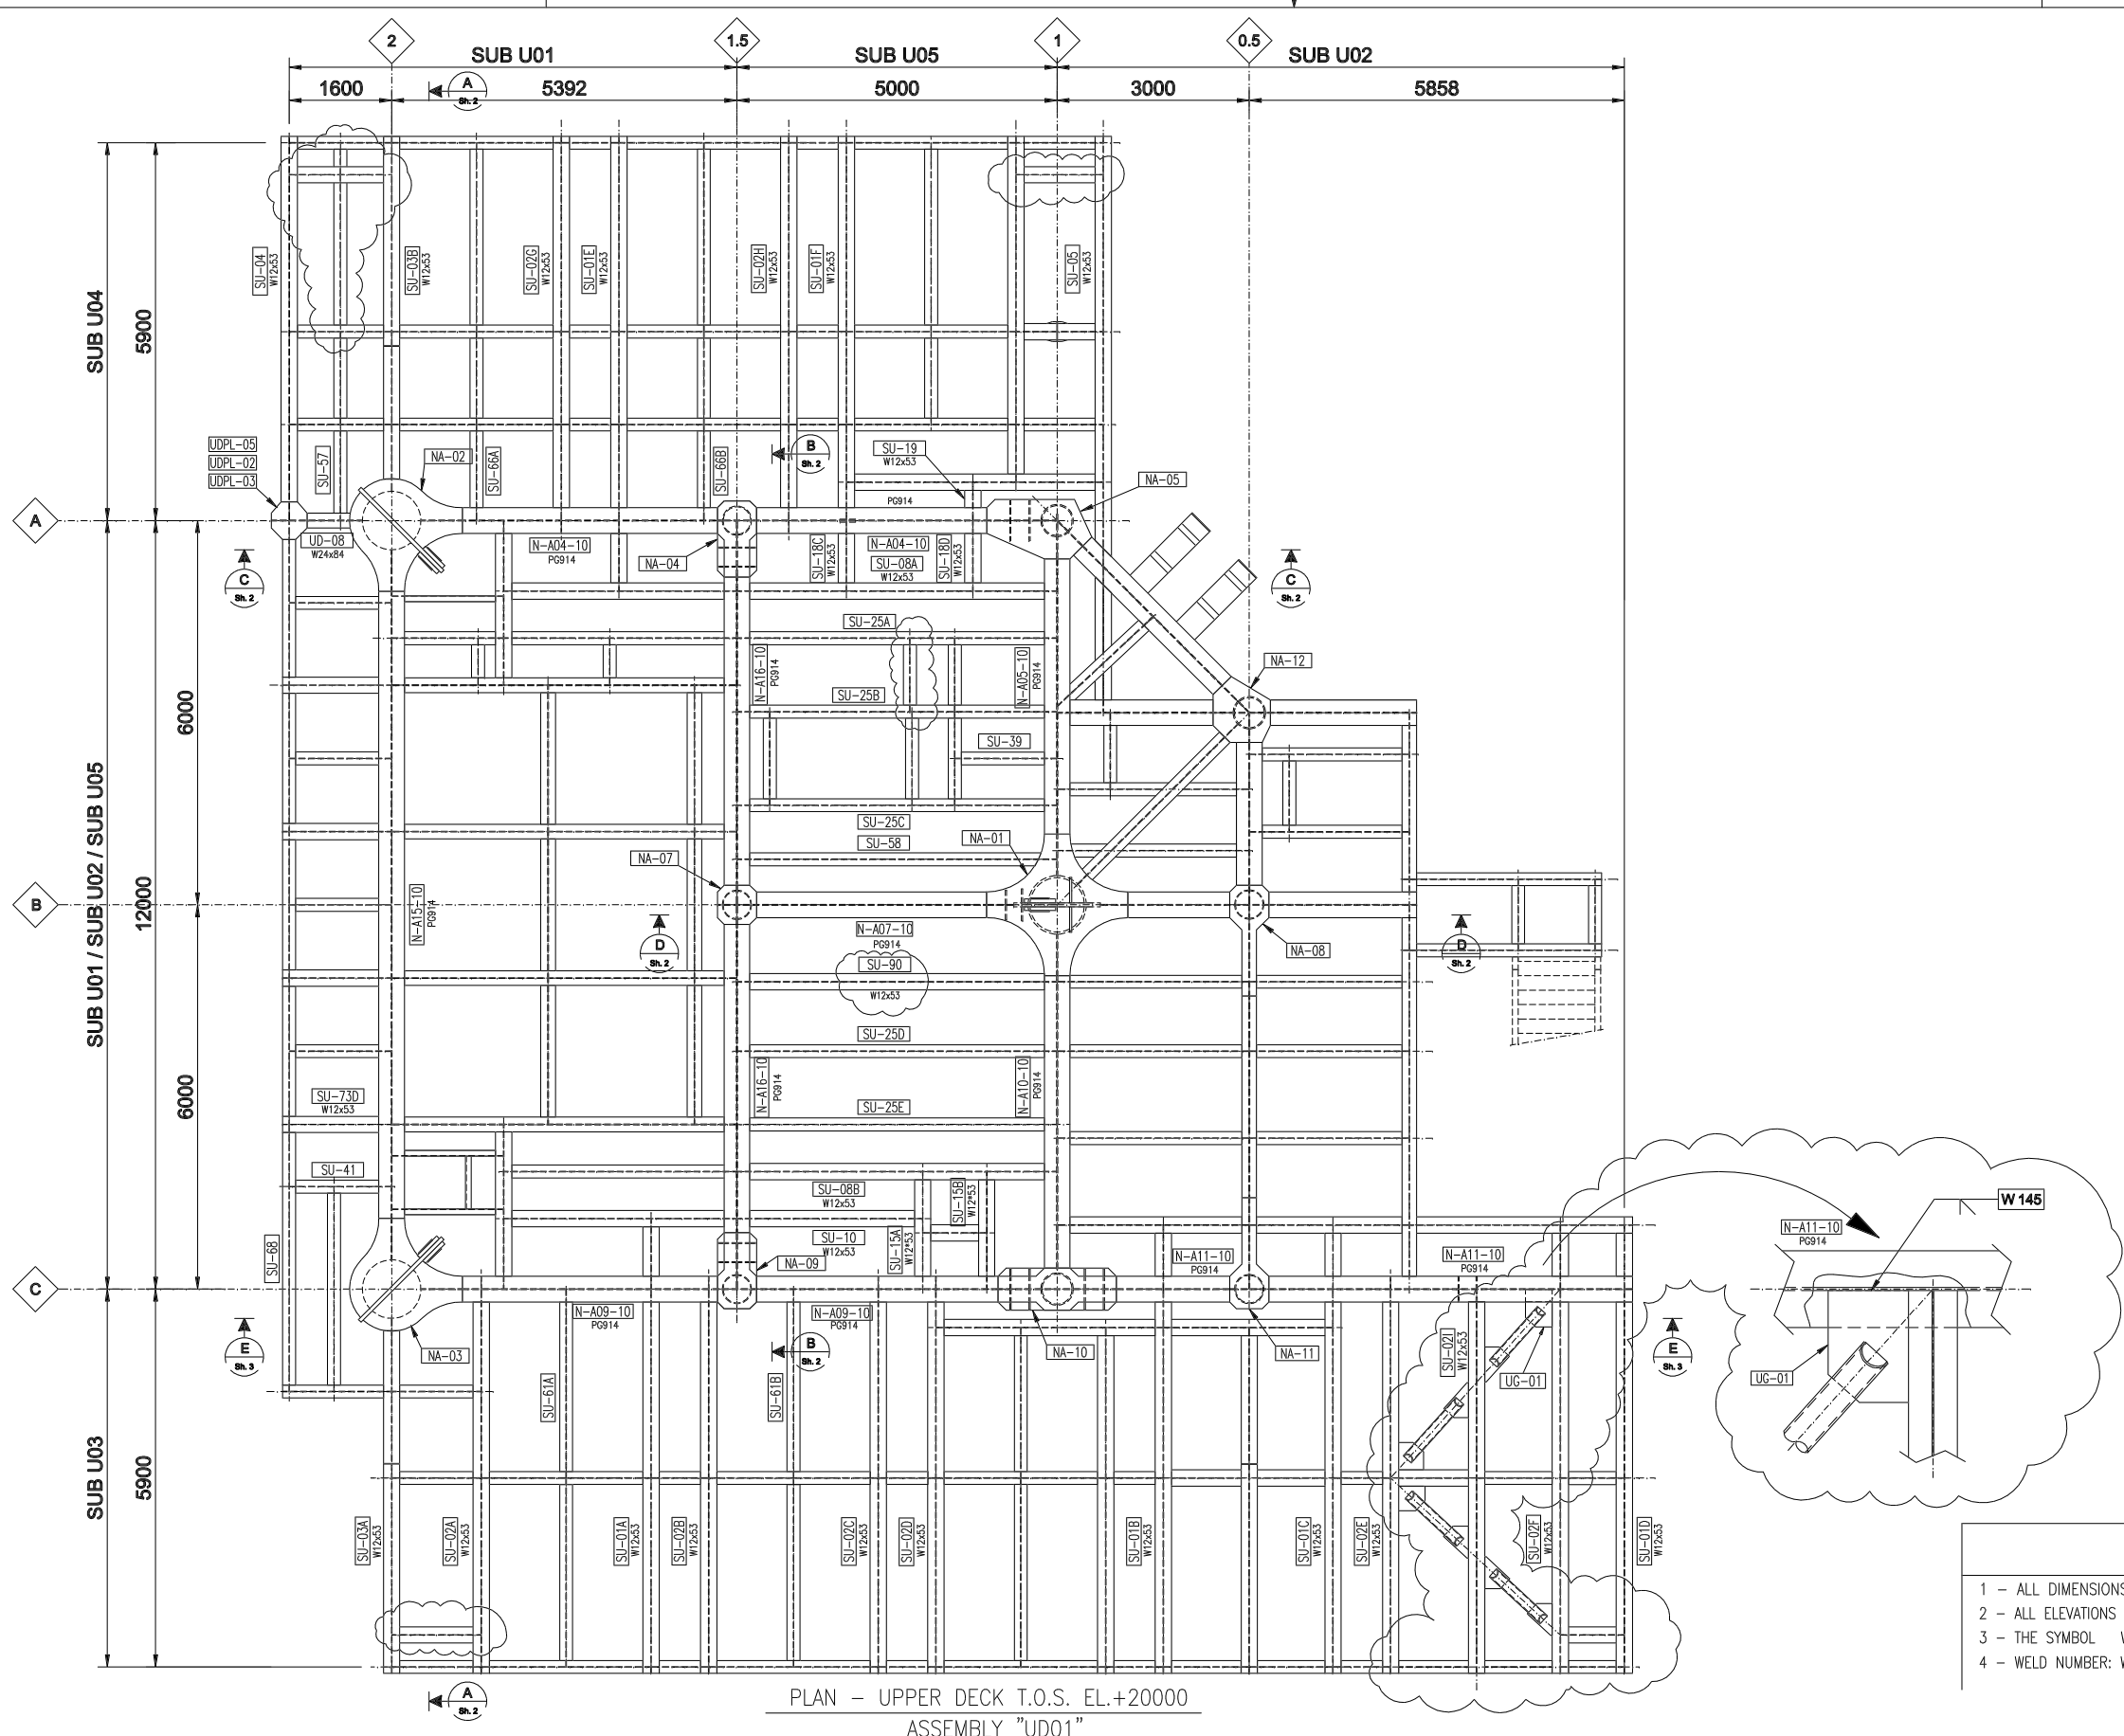 2
1.5
1
0.5
SUB U01
SUB U05
SUB U02
1600
A
Sh. 2
5392
5000
3000
5858
SUB U04
5900
SU-04
W12x53
SU-03B
W12x53
SU-02G
W12x53
SU-01E
W12x53
SU-02H
W12x53
SU-01F
W12x53
SU-05
W12x53
UDPL-05
UDPL-02
UDPL-03
SU-57
NA-02
SU-66A
SU-66B
B
Sh. 2
SU-19
W12x53
NA-05
PG914
A
UD-08
W24x84
N-A04-10
PG914
NA-04
SU-18C
W12x53
N-A04-10
SU-08A
W12x53
SU-18D
W12x53
C
Sh. 2
C
Sh. 2
SU-25A
N-A16-10
PG914
N-A05-10
PG914
NA-12
SU-25B
6000
SU-39
SUB U01 / SUB U02 / SUB U05
12000
SU-25C
SU-58
NA-01
NA-07
B
N-A15-10
PG914
N-A07-10
PG914
D
Sh. 2
NA-08
D
Sh. 2
SU-90
W12x53
SU-25D
6000
N-A16-10
PG914
N-A10-10
PG914
SU-73D
W12x53
SU-25E
SU-41
SU-08B
W12x53
SU-15B
W12*53
SU-10
W12x53
SU-15A
W12*53
SU-68
NA-09
N-A11-10
PG914
N-A11-10
PG914
W 145
N-A11-10
PG914
C
N-A09-10
PG914
N-A09-10
PG914
E
Sh. 3
NA-03
B
Sh. 2
NA-10
NA-11
SU-02I
W12x53
UG-01
E
Sh. 3
UG-01
SU-61A
SU-61B
SUB U03
5900
SU-03A
W12x53
SU-02A
W12x53
SU-01A
W12x53
SU-02B
W12x53
SU-02C
W12x53
SU-02D
W12x53
SU-01B
W12x53
SU-01C
W12x53
SU-02E
W12x53
SU-02F
W12x53
SU-01D
W12x53
1 - ALL DIMENSIONS
2 - ALL ELEVATIONS
3 - THE SYMBOL
4 - WELD NUMBER:
A
Sh. 2
PLAN - UPPER DECK T.O.S. EL.+20000
ASSEMBLY "UD01"